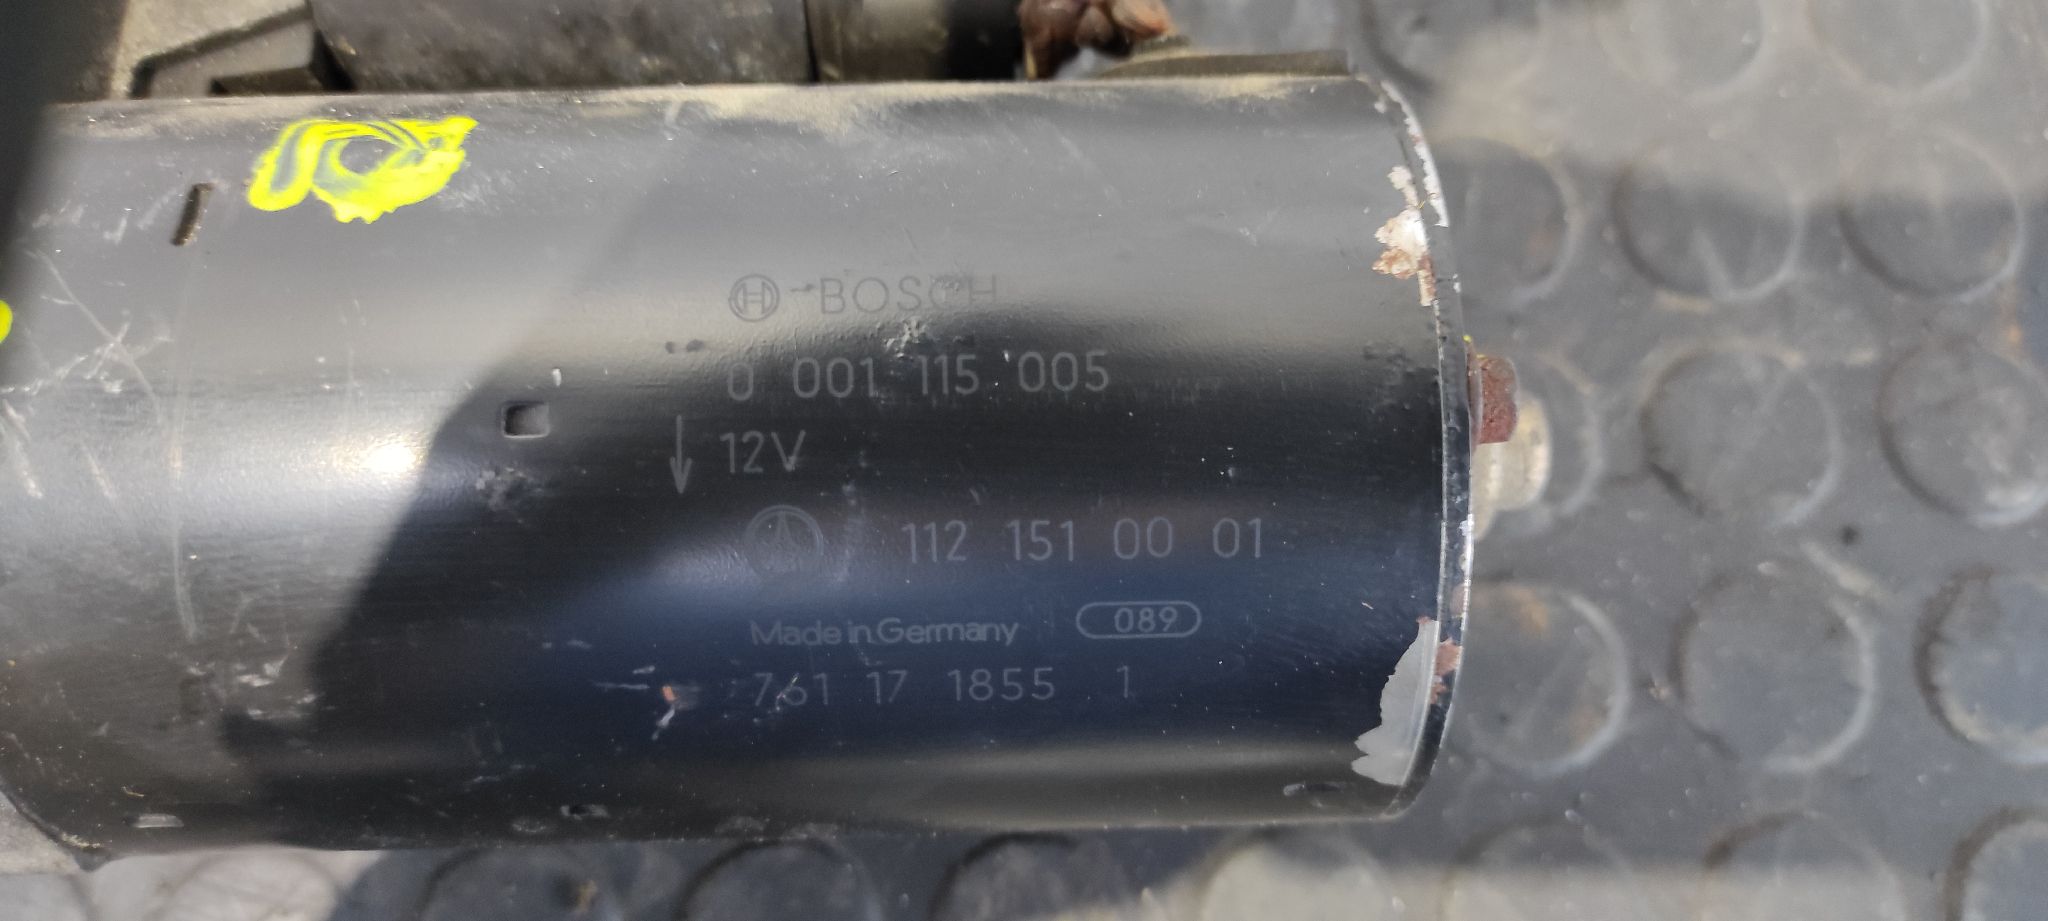 BOSCH
0 001 115 005
12V
112 151 00 01
Made in Germany 089
761 17 1855 1